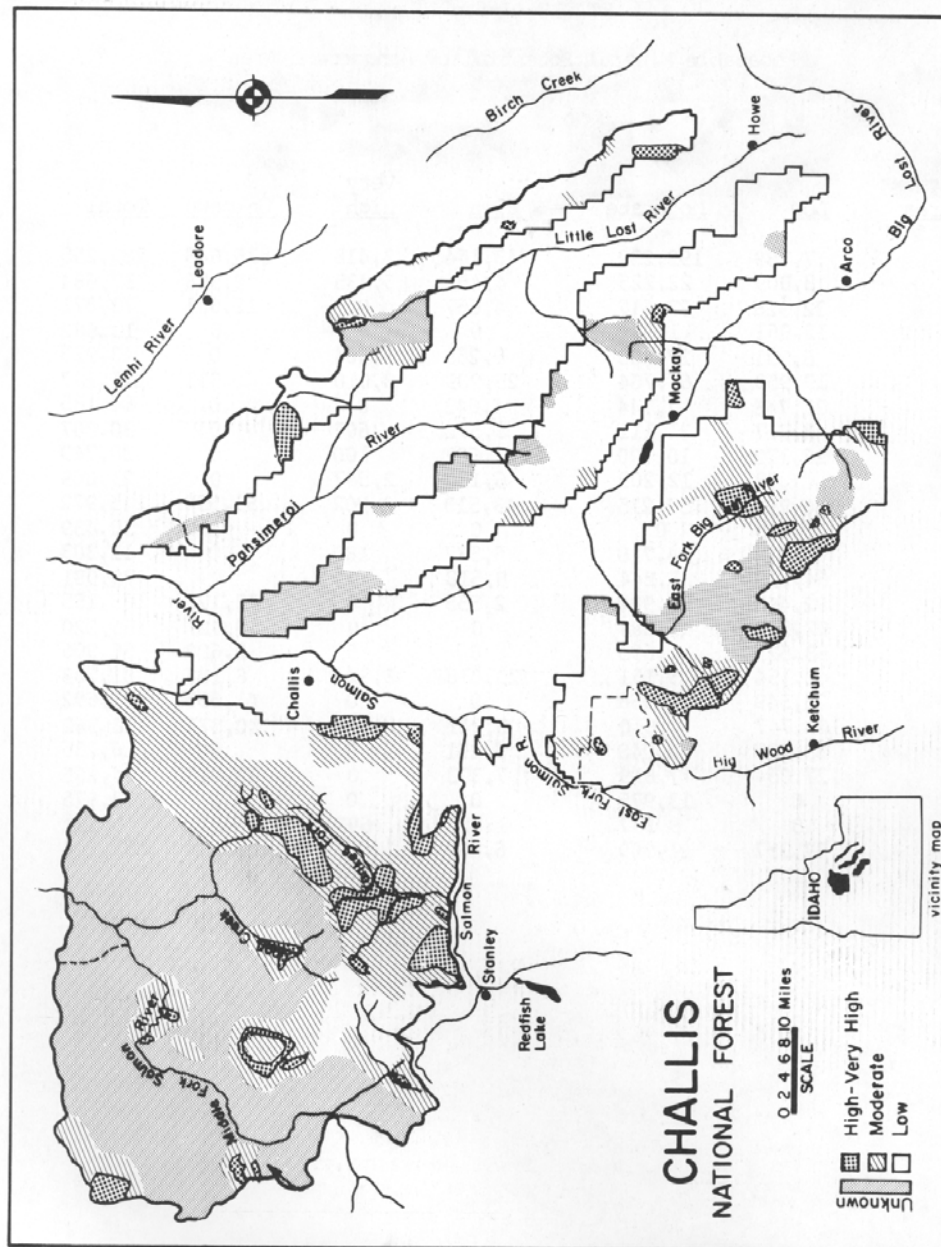 CHALLIS
NATIONAL FOREST
0 2 4 6 8 10 Miles
SCALE
High-Very High
Moderate
Low
Unknown
IDAHO
vicinity map
Middle Fork
Salmon River
Creek
Redfish
Lake
Stanley
Salmon
River
Challis
Salmon
River
East Fork Salmon R.
Ketchum
Wood River
Pahsimeroi River
Lemhi River
Leadore
East Fork Big Lost River
Mackay
Little Lost River
Birch Creek
Howe
Arco
Big Lost River